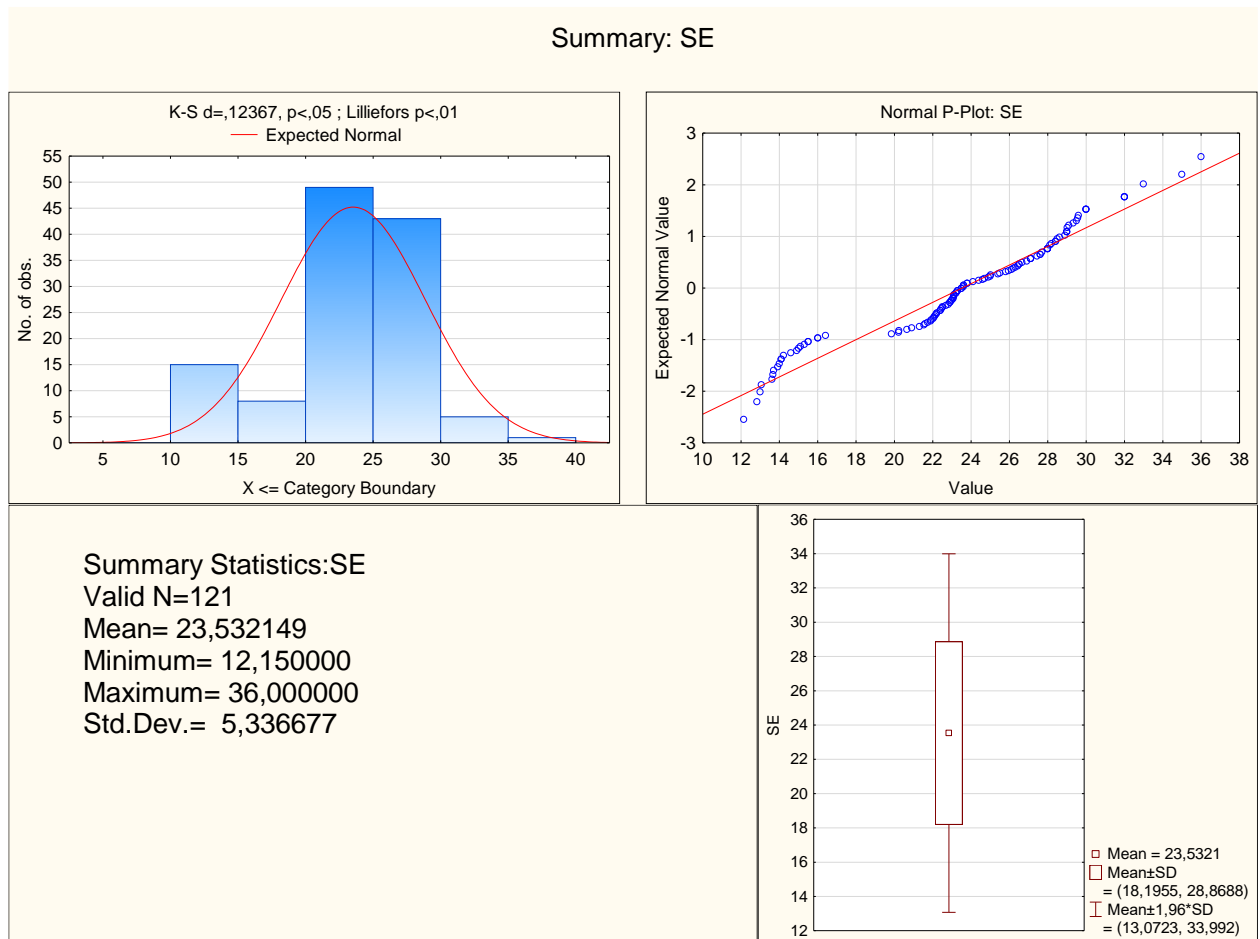 Summary: SE
K-S d=,12367, p<,05 ; Lilliefors p<,01
Expected Normal
No. of obs.
55
50
45
40
35
30
25
20
15
10
5
0
5 10 15 20 25 30 35 40
X <= Category Boundary
Normal P-Plot: SE
Expected Normal Value
3
2
1
0
-1
-2
-3
10 12 14 16 18 20 22 24 26 28 30 32 34 36 38
Value
Summary Statistics:SE
Valid N=121
Mean= 23,532149
Minimum= 12,150000
Maximum= 36,000000
Std.Dev.= 5,336677
SE
36
34
32
30
28
26
24
22
20
18
16
14
12
Mean = 23,5321
Mean±SD
= (18,1955, 28,8688)
Mean±1,96*SD
= (13,0723, 33,992)